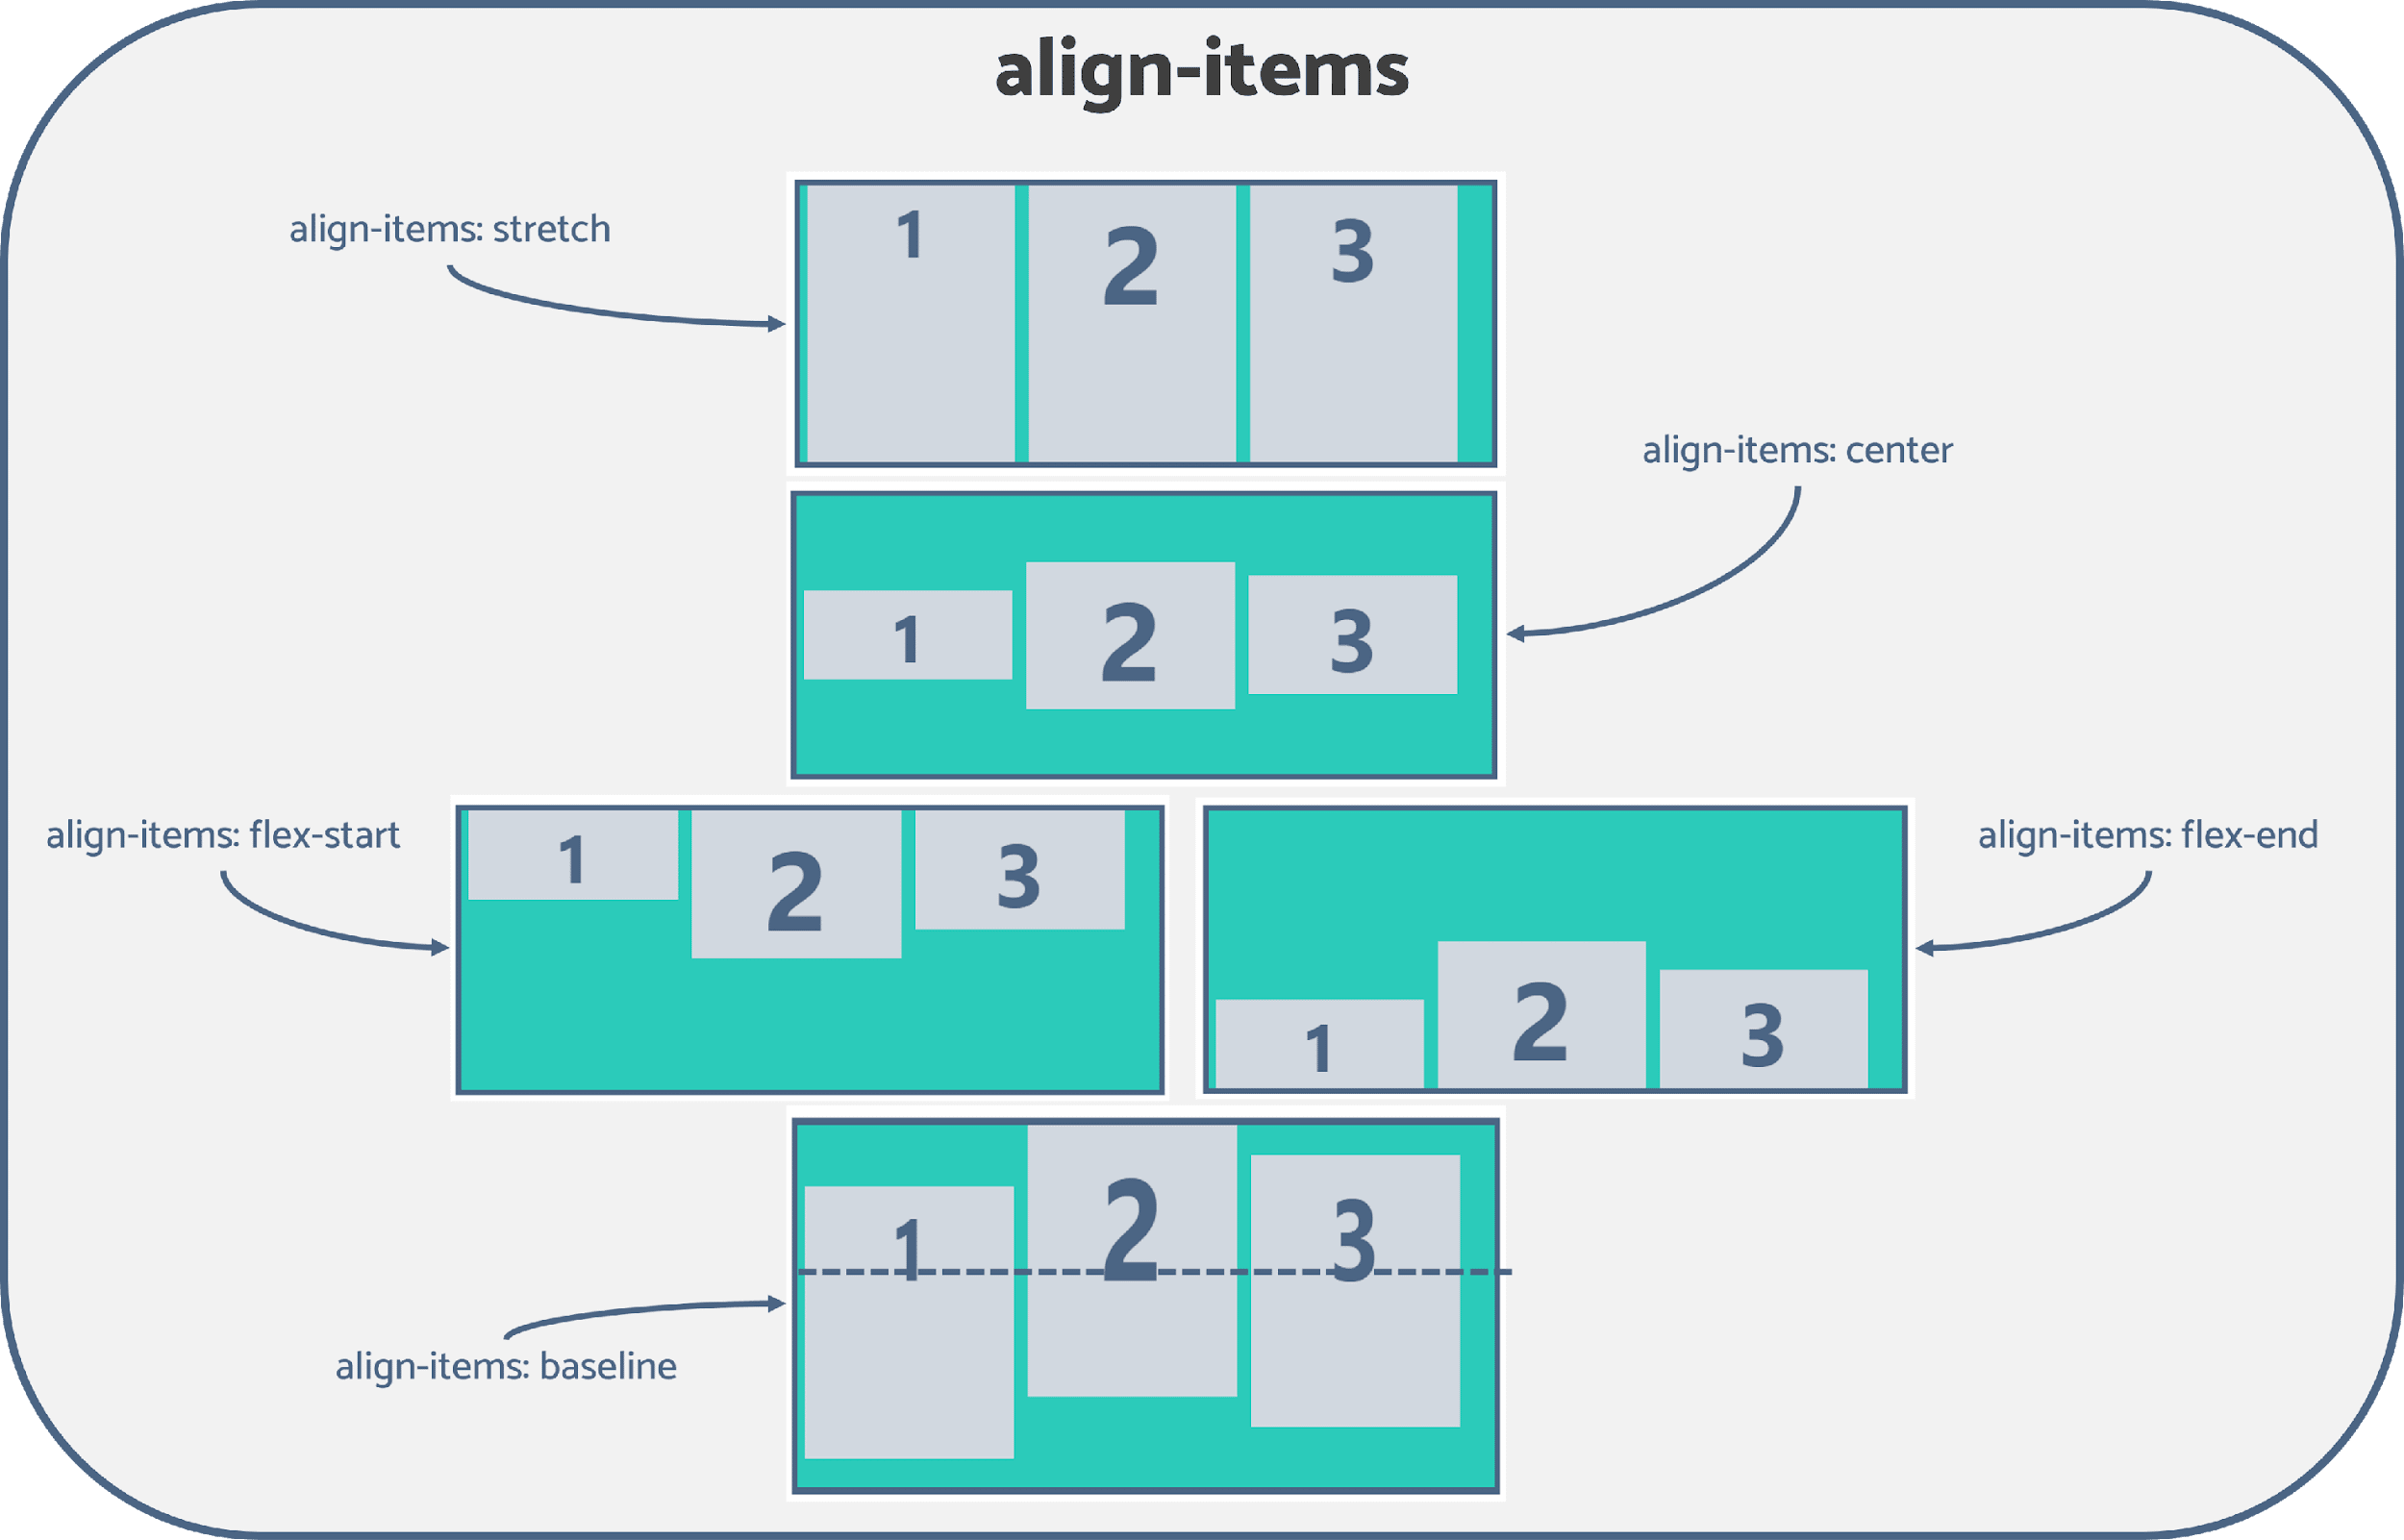 align-items
align-items: stretch
1 2 3
align-items: center
1 2 3
align-items: flex-start
1 2 3
align-items: flex-end
1 2 3
1 2 3
align-items: baseline